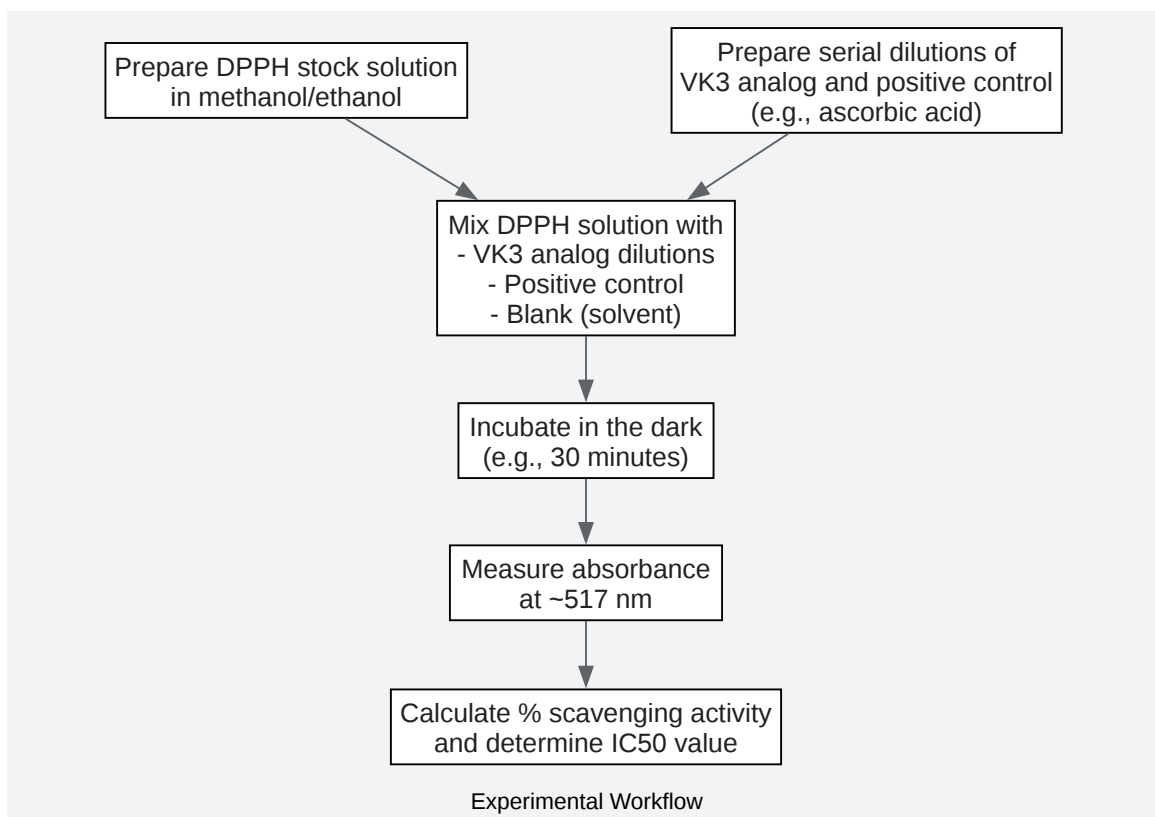 Prepare DPPH stock solution
in methanol/ethanol
Prepare serial dilutions of
VK3 analog and positive control
(e.g., ascorbic acid)
Mix DPPH solution with
- VK3 analog dilutions
- Positive control
- Blank (solvent)
Incubate in the dark
(e.g., 30 minutes)
Measure absorbance
at ~517 nm
Calculate % scavenging activity
and determine IC50 value
Experimental Workflow